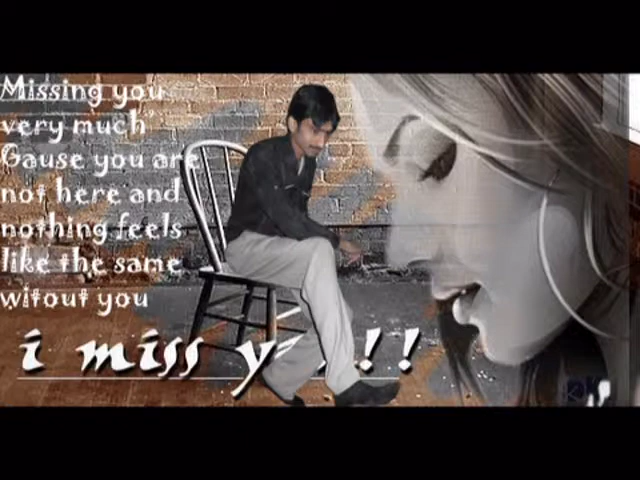 Missing you
very much
Gause you are
not here and
nothing feels
like the same
witout you
i miss y !!